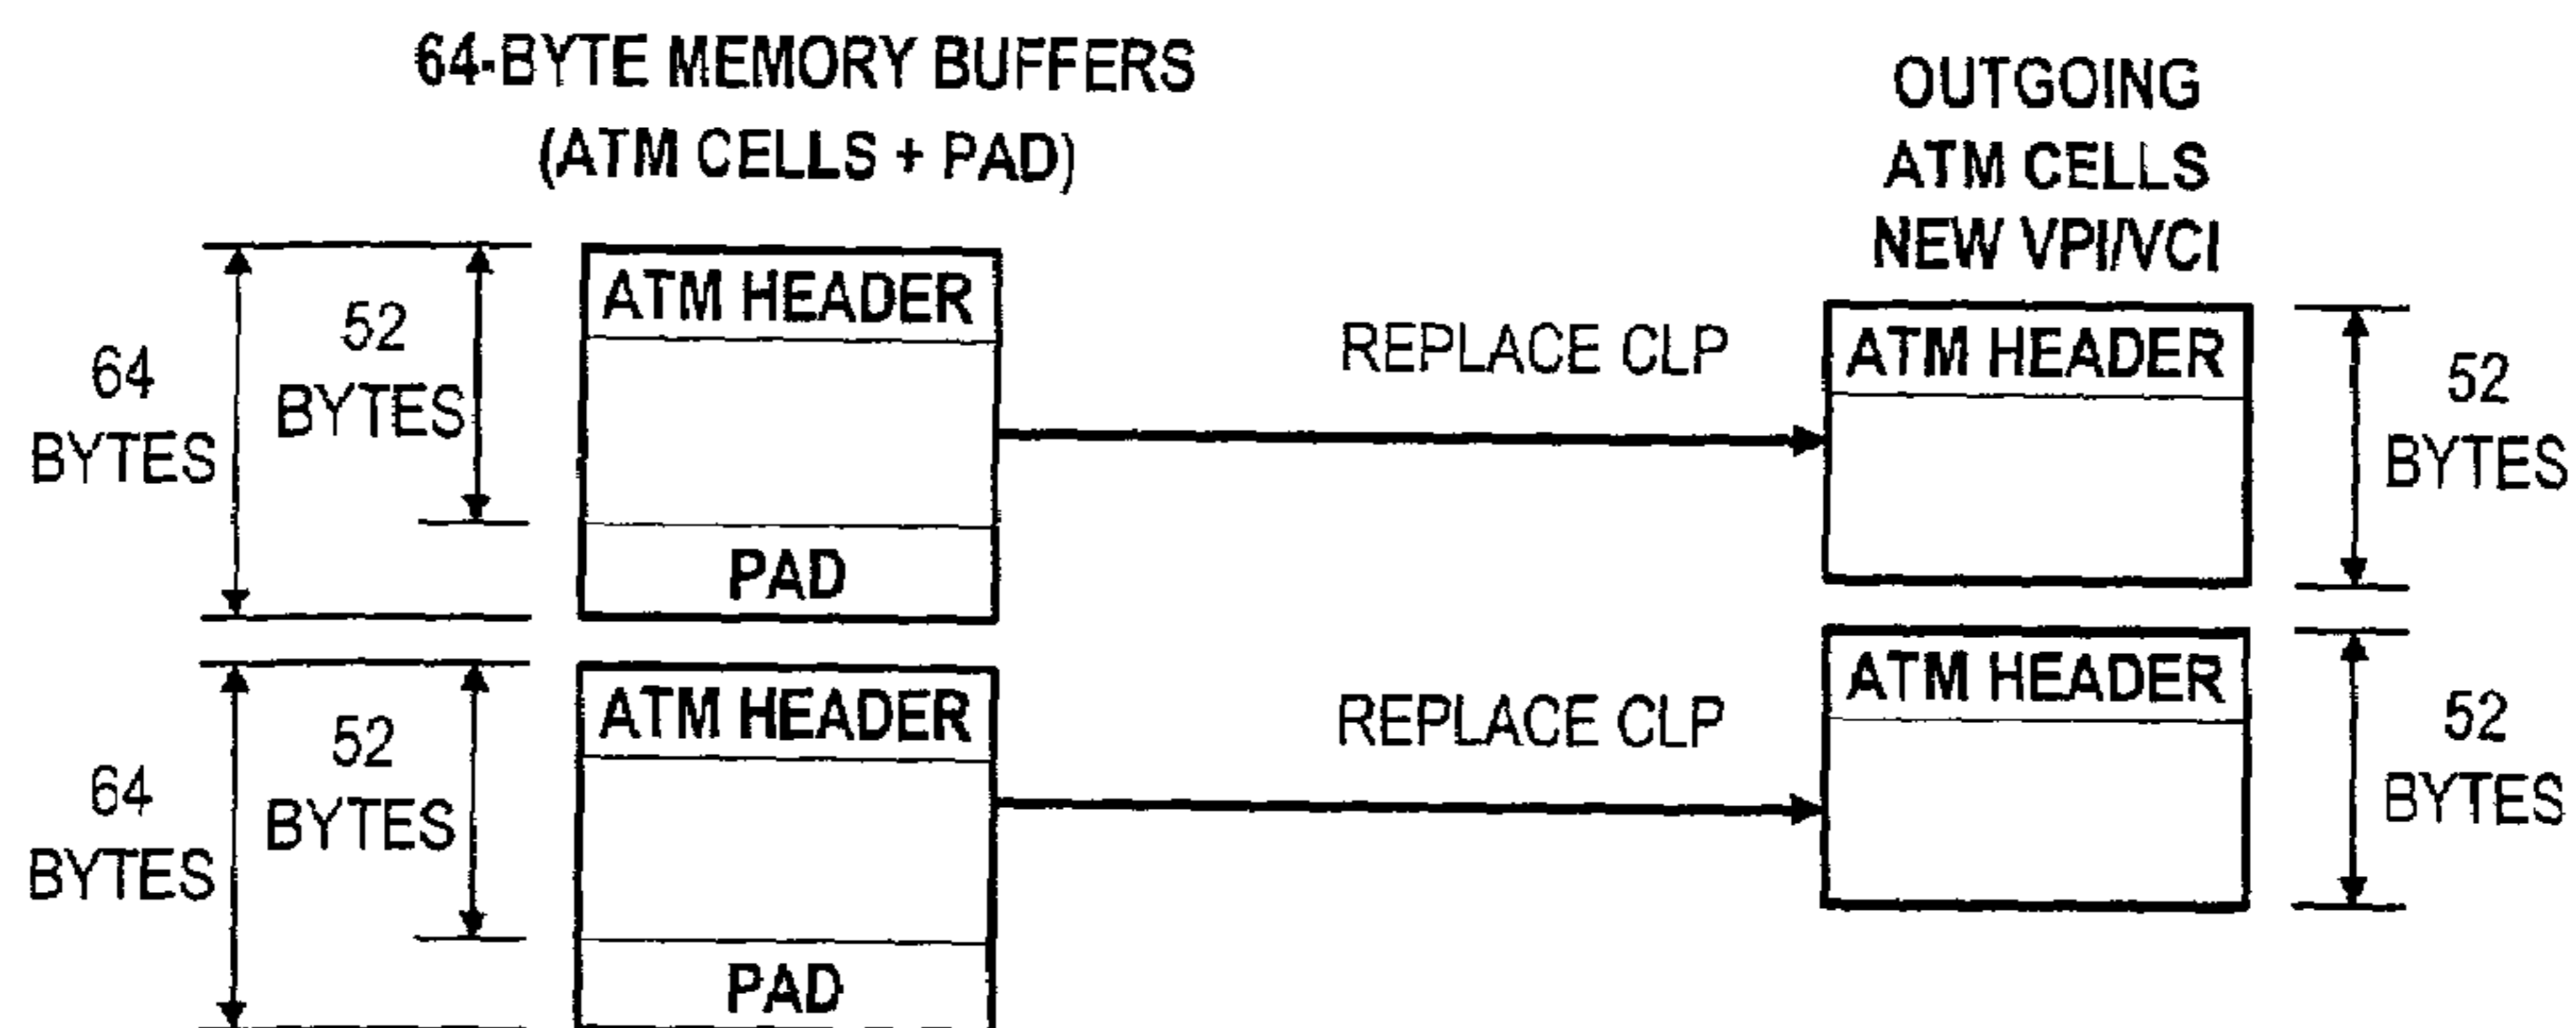 64-BYTE MEMORY BUFFERS
(ATM CELLS + PAD)
OUTGOING
ATM CELLS
NEW VPI/VCI
64
BYTES
52
BYTES
ATM HEADER
PAD
REPLACE CLP
ATM HEADER
52
BYTES
64
BYTES
52
BYTES
ATM HEADER
PAD
REPLACE CLP
ATM HEADER
52
BYTES